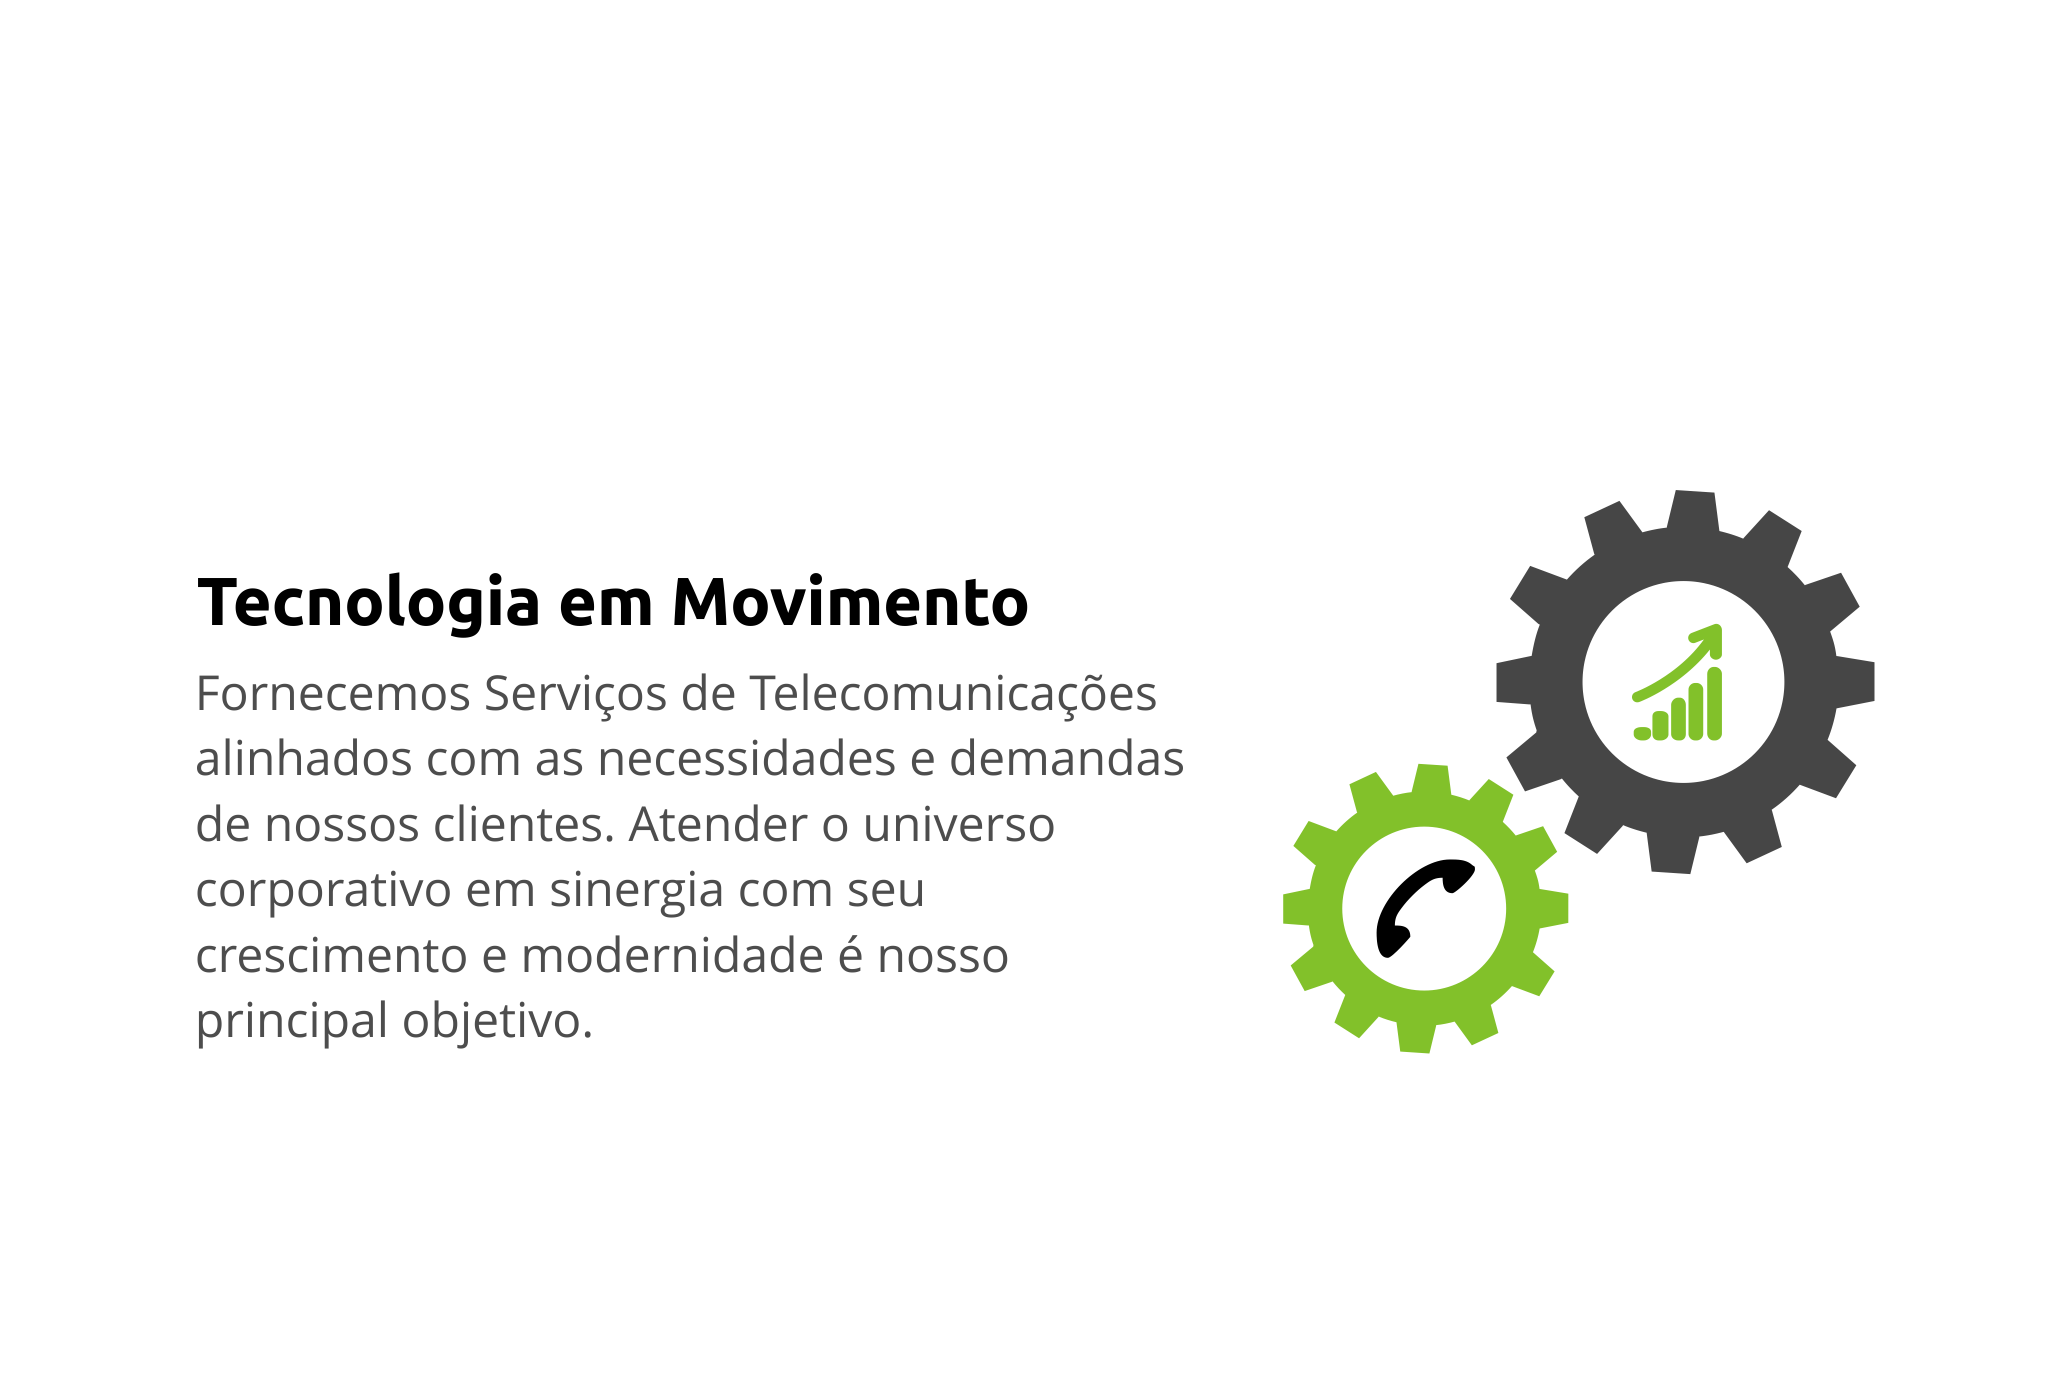 Tecnologia em Movimento
Fornecemos Serviços de Telecomunicações
alinhados com as necessidades e demandas
de nossos clientes. Atender o universo
corporativo em sinergia com seu
crescimento e modernidade é nosso
principal objetivo.